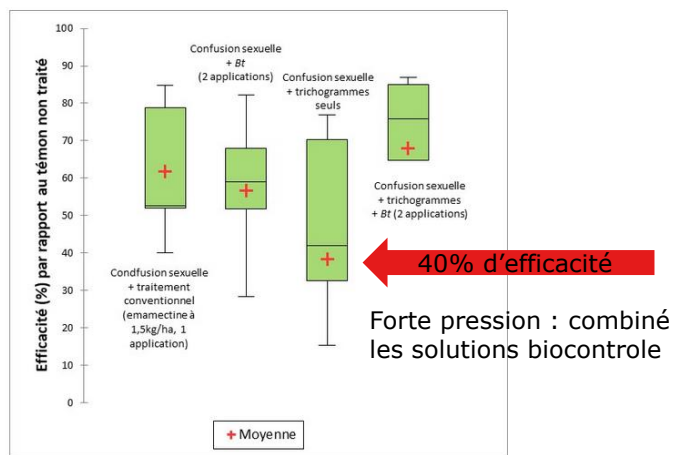 Efficacité (%) par rapport au témon non traité
100
90
80
70
60
50
40
30
20
10
0
Condfusion sexuelle
+ traitement
conventionnel
(emamectine à
1,5kg/ha, 1
application)
Confusion sexuelle
+ Bt
(2 applications)
Confusion sexuelle
+ trichogrammes
seuls
Confusion sexuelle
+ trichogrammes
+ Bt (2 applications)
40% d’efficacité
Forte pression : combiné
les solutions biocontrole
+ Moyenne